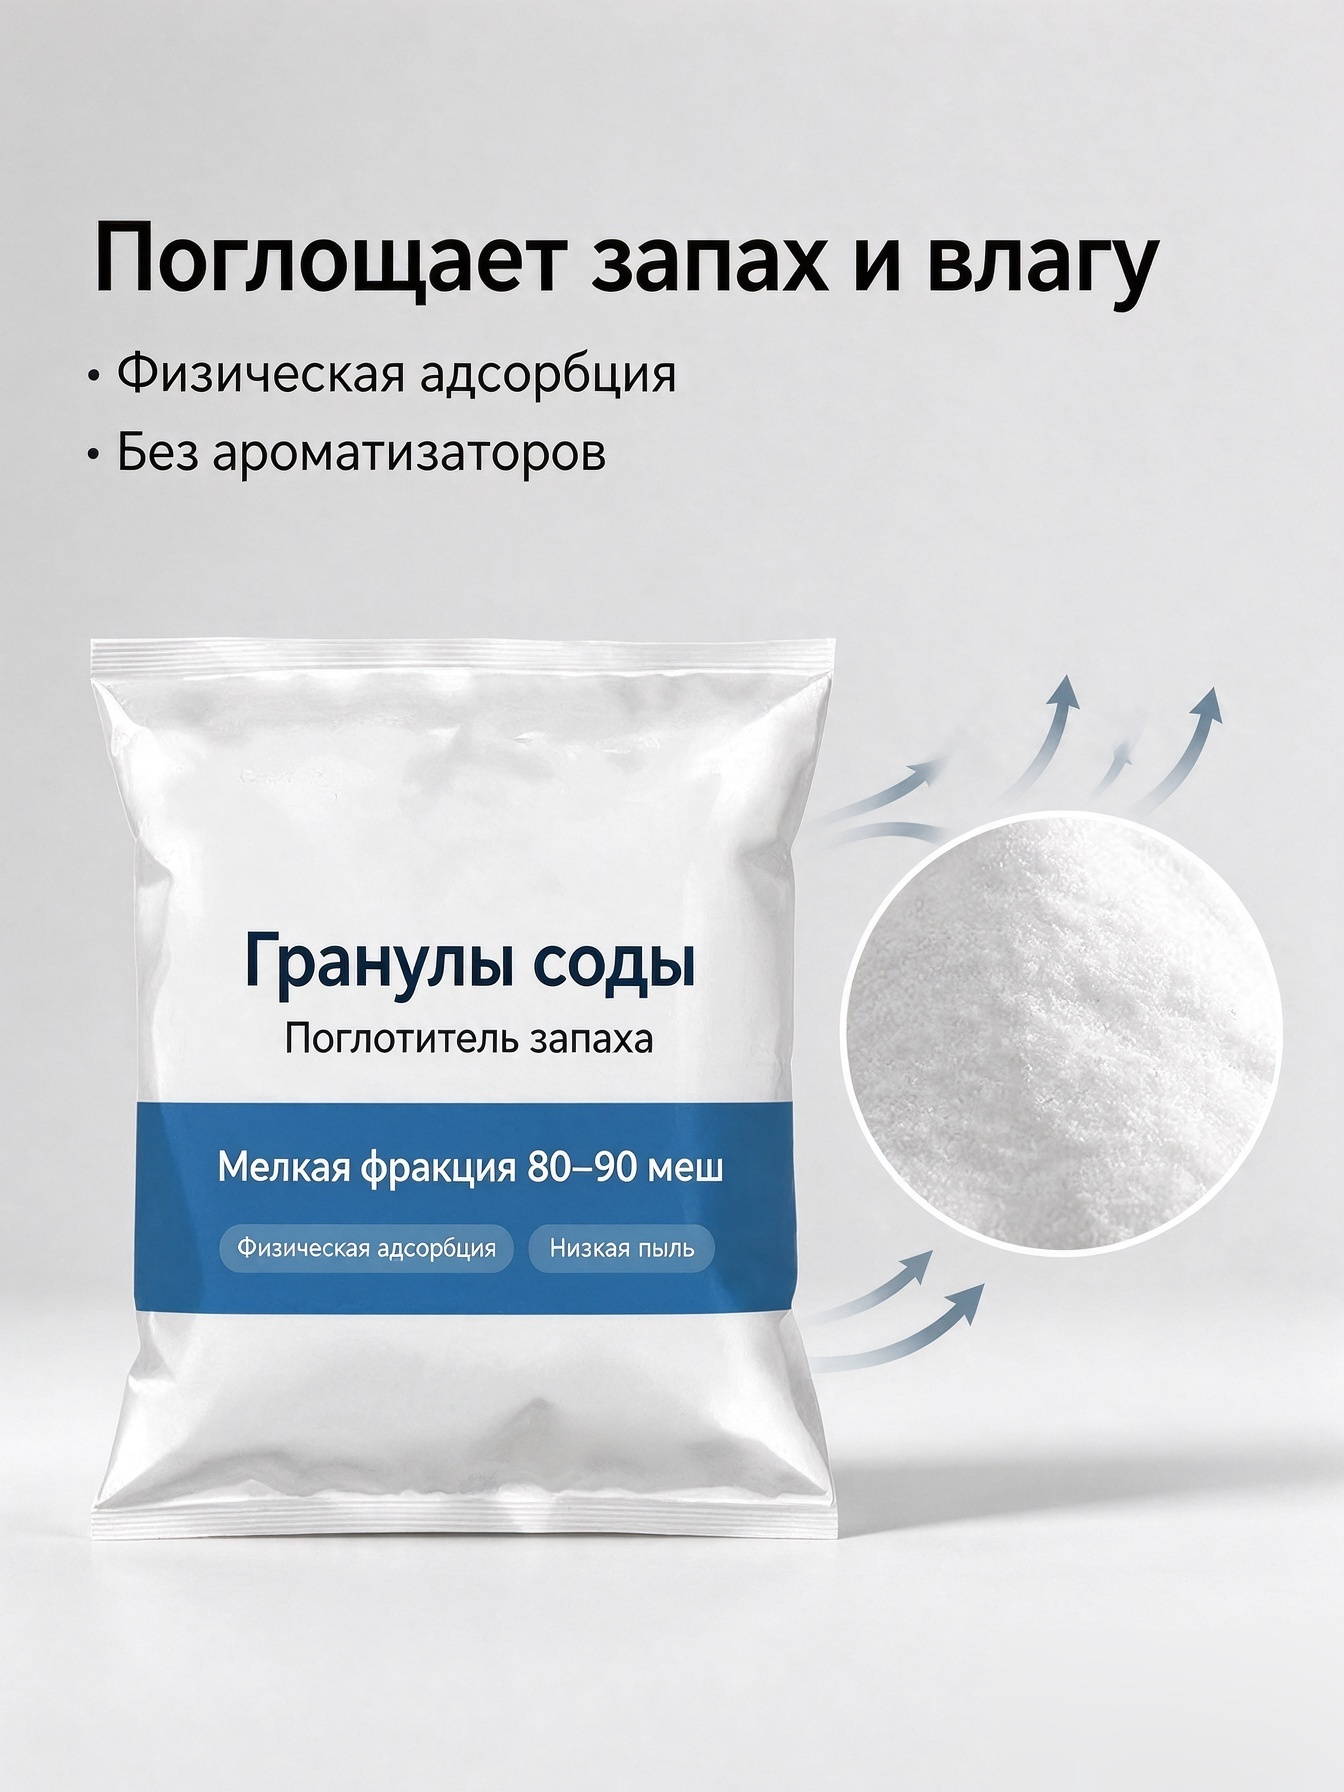 Поглощает запах и влагу
• Физическая адсорбция
• Без ароматизаторов
Гранулы соды
Поглотитель запаха
Мелкая фракция 80–90 меш
Физическая адсорбция
Низкая пыль